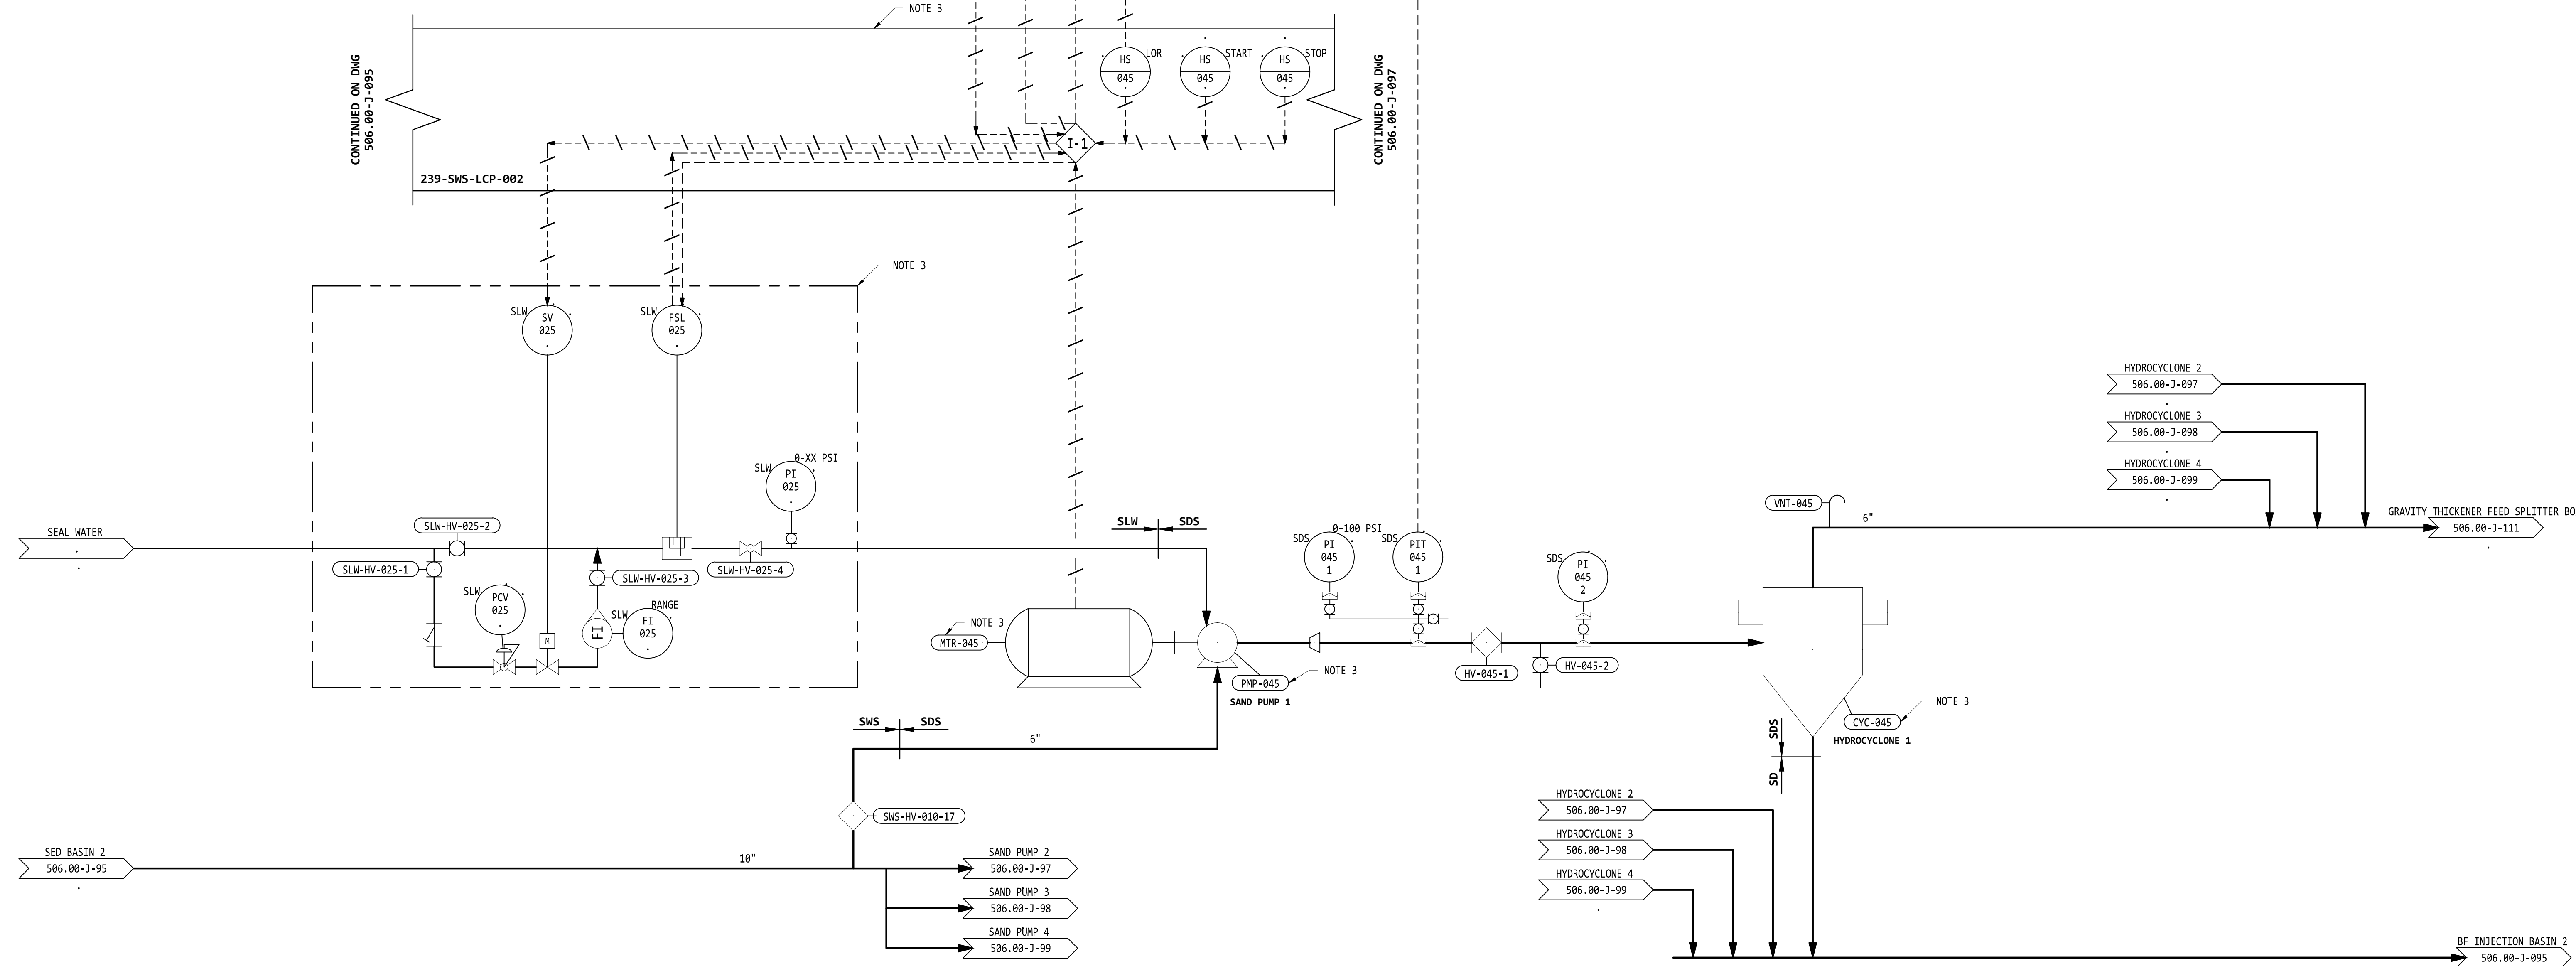 NOTE 3
CONTINUED ON DWG
506.00-J-095
HS
045
LOR
HS
045
START
HS
045
STOP
CONTINUED ON DWG
506.00-J-097
I-1
239-SWS-LCP-002
NOTE 3
SLW
SV
025
SLW
FSL
025
0-XX PSI
SLW
PI
025
SEAL WATER
SLW-HV-025-2
SLW-HV-025-1
SLW-HV-025-3
SLW-HV-025-4
SLW
PCV
025
M
FI
RANGE
SLW
FI
025
SLW
SDS
NOTE 3
MTR-045
PMP-045
NOTE 3
SAND PUMP 1
0-100 PSI
SDS
PI
045
1
SDS
PIT
045
1
SDS
PI
045
2
HV-045-1
HV-045-2
HYDROCYCLONE 2
506.00-J-097
HYDROCYCLONE 3
506.00-J-098
HYDROCYCLONE 4
506.00-J-099
VNT-045
6"
GRAVITY THICKENER FEED SPLITTER BO
506.00-J-111
NOTE 3
CYC-045
HYDROCYCLONE 1
SDS
SD
SWS
SDS
6"
SWS-HV-010-17
SED BASIN 2
506.00-J-95
10"
SAND PUMP 2
506.00-J-97
SAND PUMP 3
506.00-J-98
SAND PUMP 4
506.00-J-99
HYDROCYCLONE 2
506.00-J-97
HYDROCYCLONE 3
506.00-J-98
HYDROCYCLONE 4
506.00-J-99
BF INJECTION BASIN 2
506.00-J-095